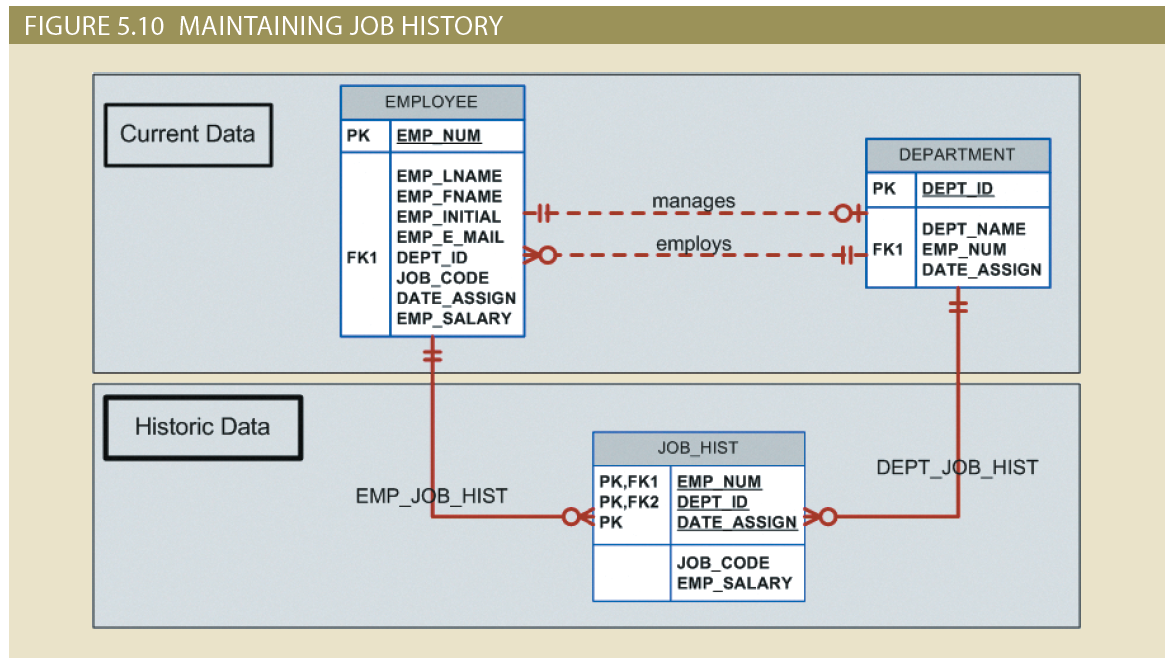 FIGURE 5.10 MAINTAINING JOB HISTORY
Current Data
EMPLOYEE
PK EMP_NUM
EMP_LNAME
EMP_FNAME
EMP_INITIAL
EMP_E_MAIL
FK1 DEPT_ID
JOB_CODE
DATE_ASSIGN
EMP_SALARY
manages
employs
DEPARTMENT
PK DEPT_ID
DEPT_NAME
FK1 EMP_NUM
DATE_ASSIGN
Historic Data
EMP_JOB_HIST
JOB_HIST
PK,FK1 EMP_NUM
PK,FK2 DEPT_ID
PK DATE_ASSIGN
JOB_CODE
EMP_SALARY
DEPT_JOB_HIST